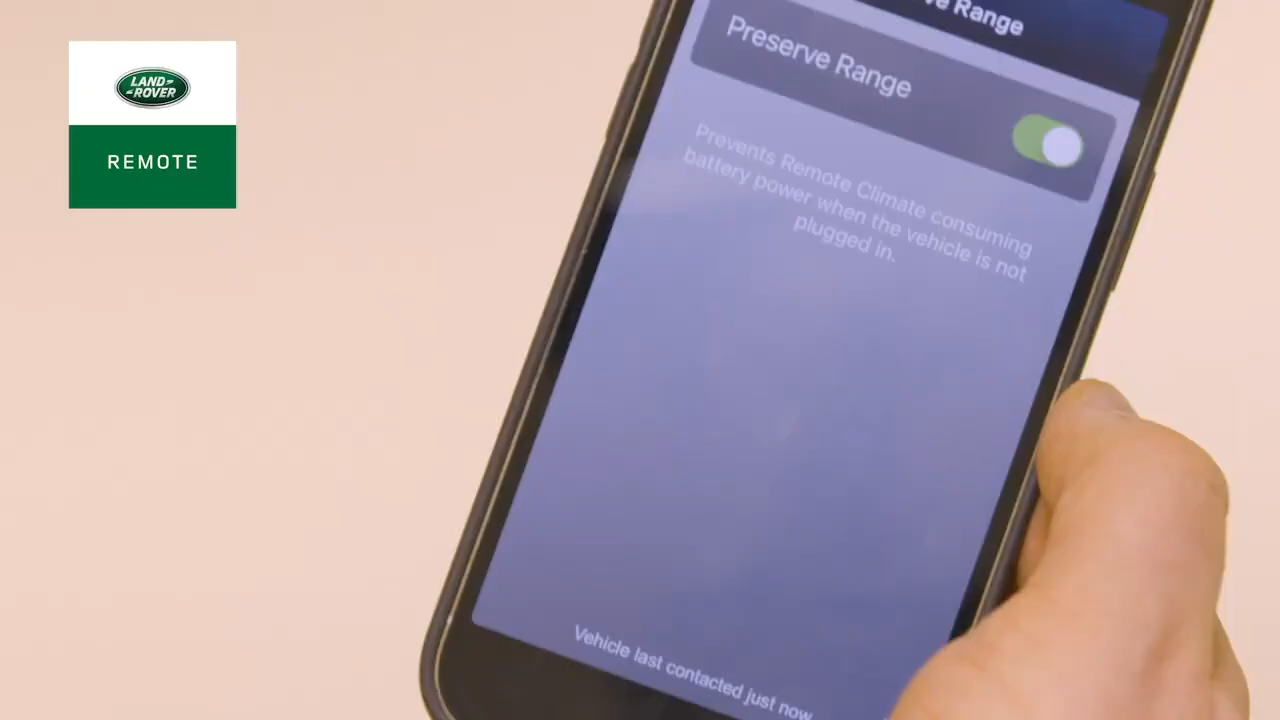 LAND-
-ROVER
REMOTE
ve Range
Preserve Range
Prevents Remote Climate consuming
battery power when the vehicle is not
plugged in.
Vehicle last contacted just now